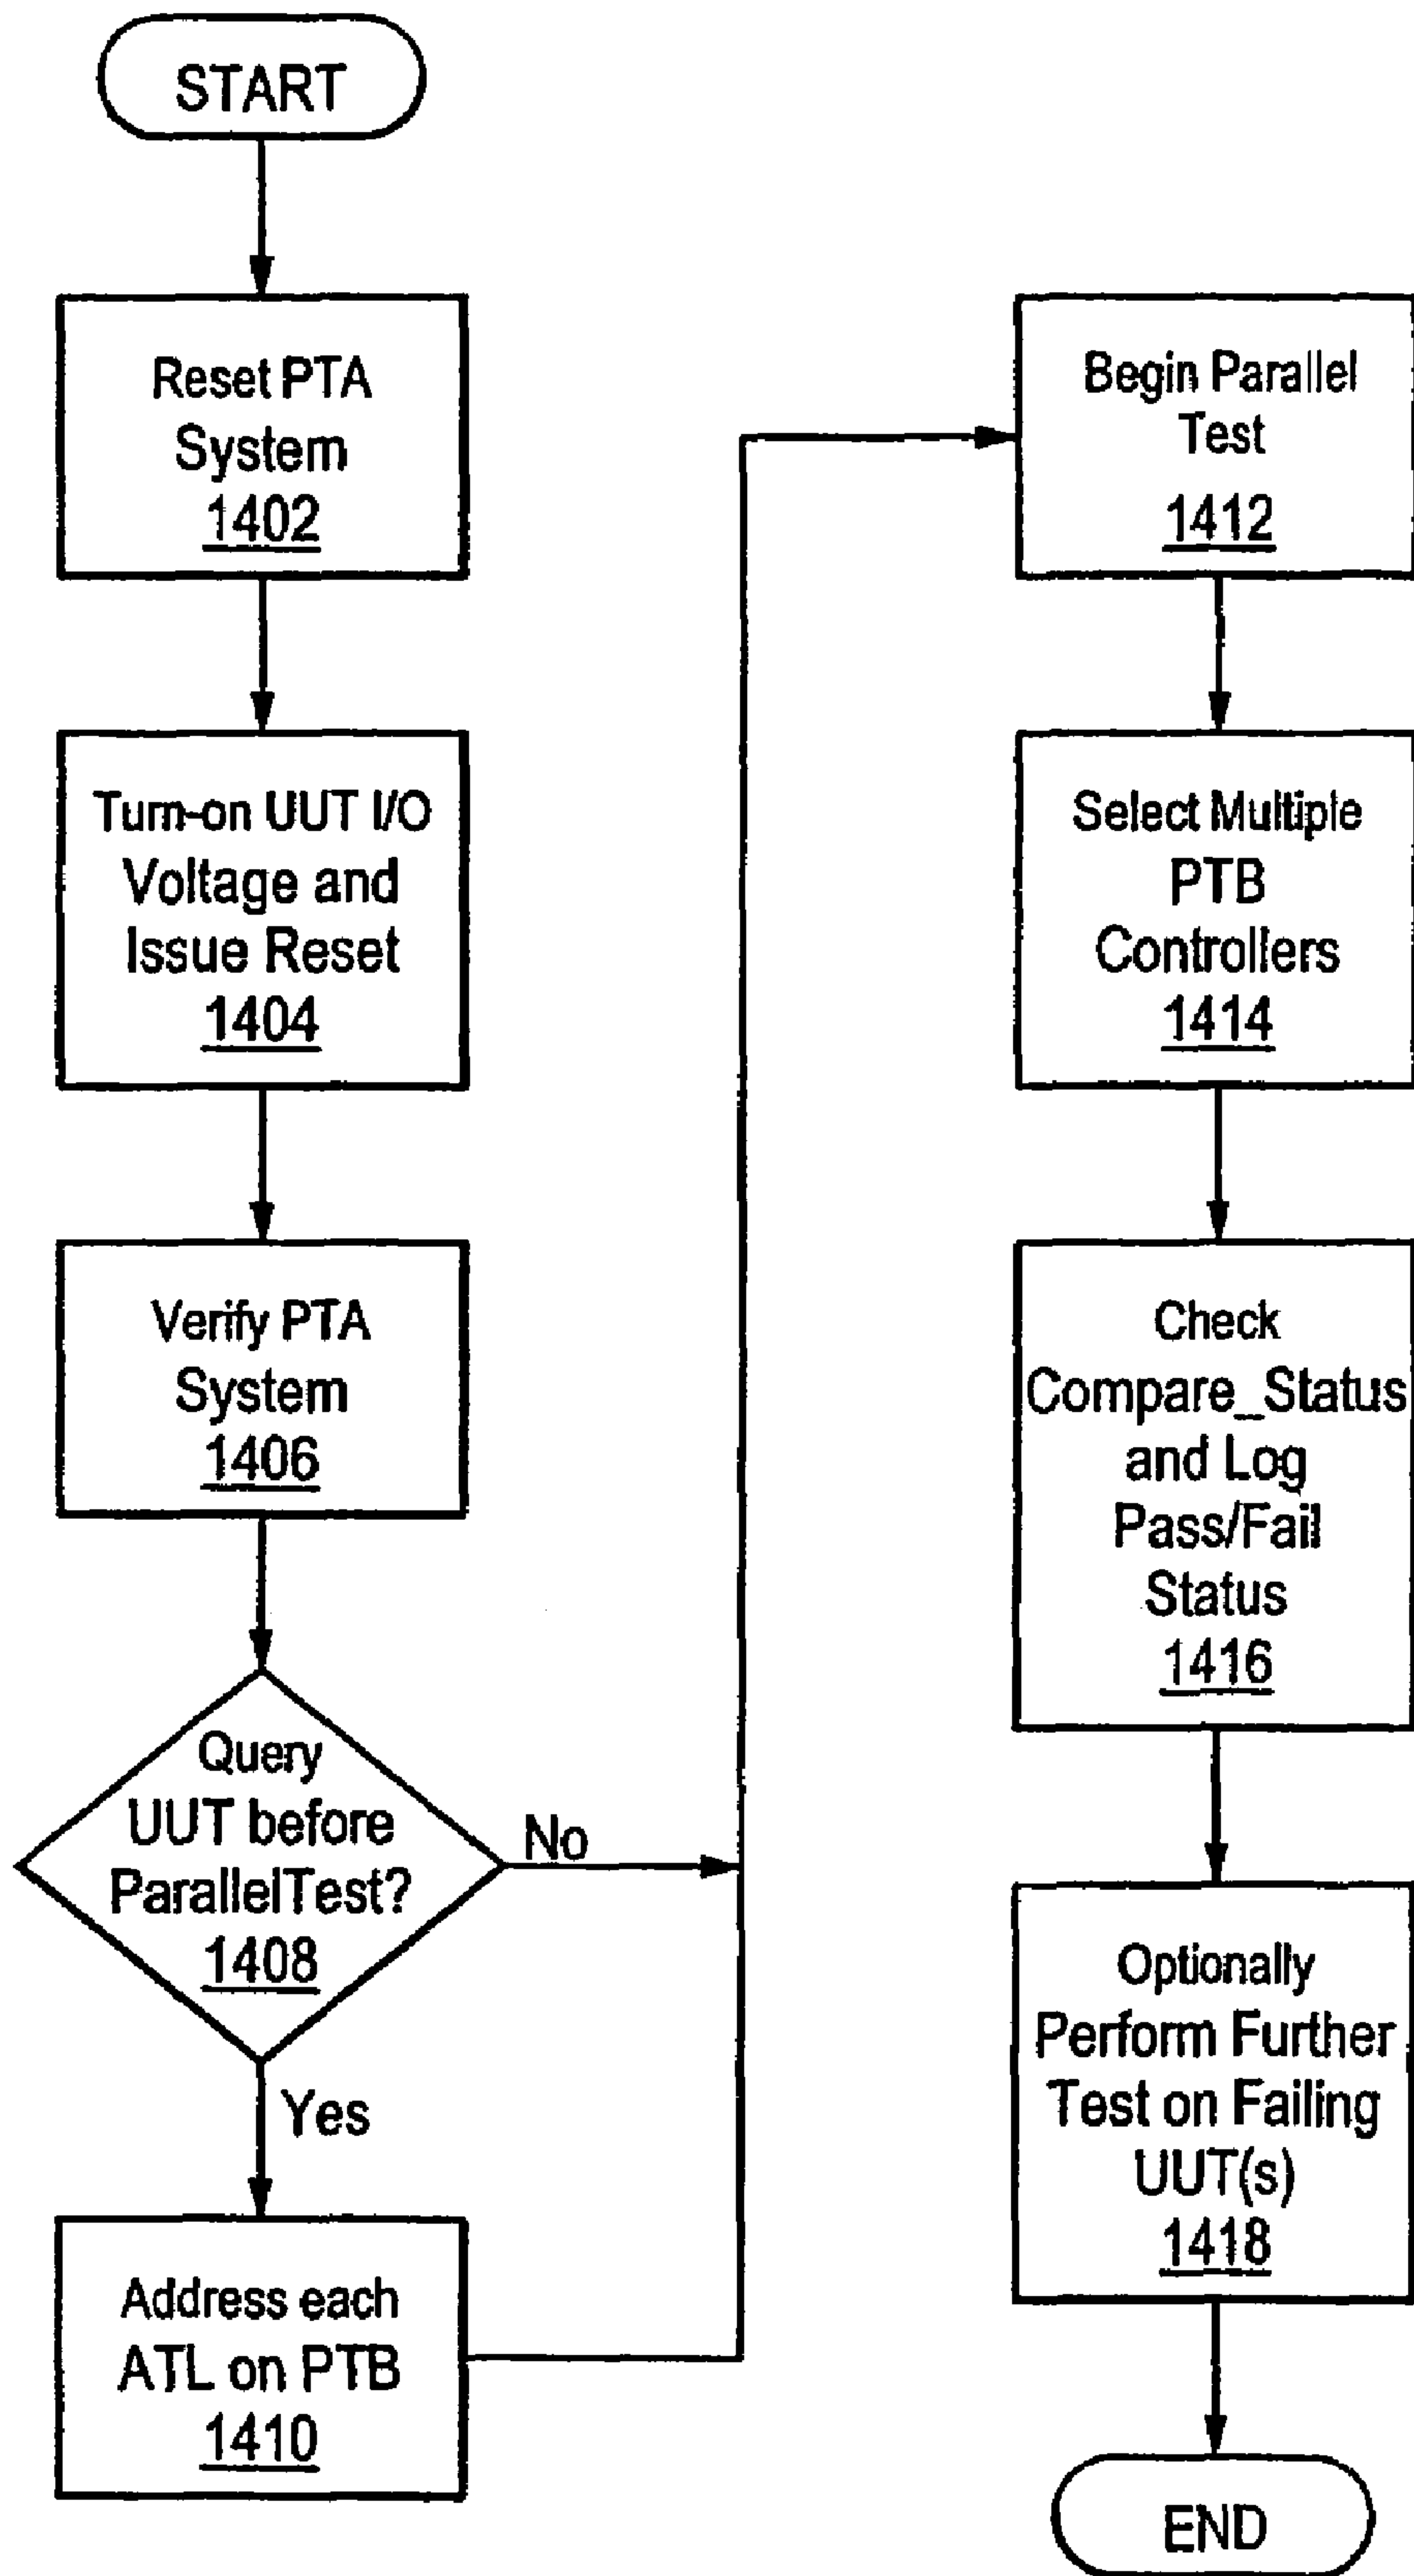 START
Reset PTA
System
1402
Turn-on UUT I/O
Voltage and
Issue Reset
1404
Verify PTA
System
1406
Query
UUT before
ParallelTest?
1408
No
Yes
Address each
ATL on PTB
1410
Begin Parallel
Test
1412
Select Multiple
PTB
Controllers
1414
Check
Compare_Status
and Log
Pass/Fail
Status
1416
Optionally
Perform Further
Test on Failing
UUT(s)
1418
END